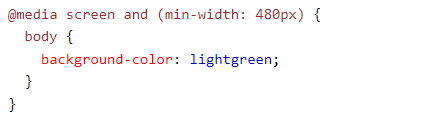 @media screen and (min-width: 480px) {
  body {
    background-color: lightgreen;
  }
}